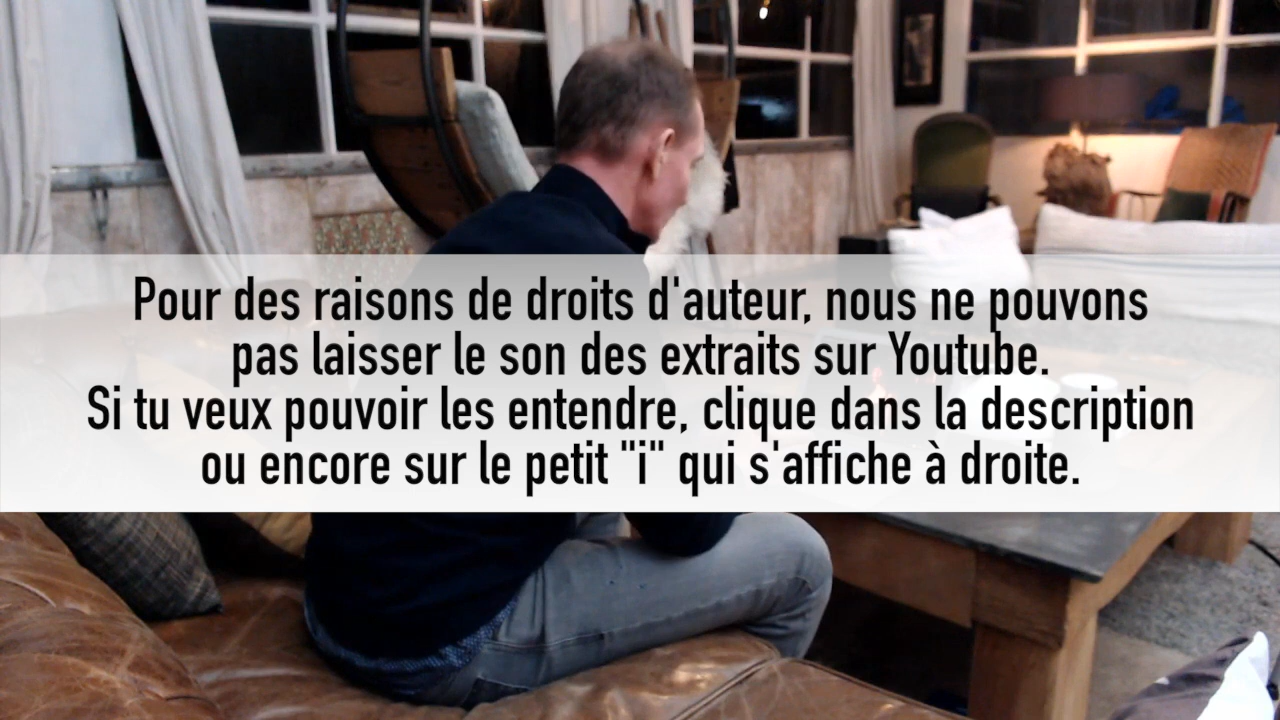 Pour des raisons de droits d'auteur, nous ne pouvons
pas laisser le son des extraits sur Youtube.
Si tu veux pouvoir les entendre, clique dans la description
ou encore sur le petit "i" qui s'affiche à droite.